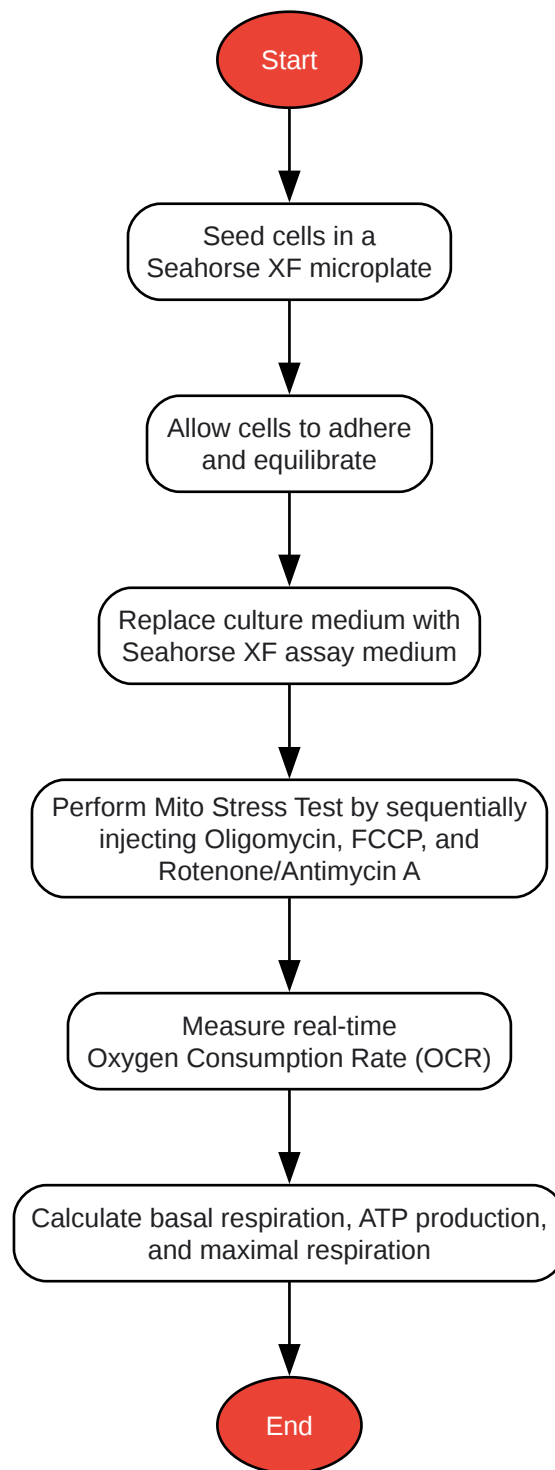 Start
Seed cells in a
Seahorse XF microplate
Allow cells to adhere
and equilibrate
Replace culture medium with
Seahorse XF assay medium
Perform Mito Stress Test by sequentially
injecting Oligomycin, FCCP, and
Rotenone/Antimycin A
Measure real-time
Oxygen Consumption Rate (OCR)
Calculate basal respiration, ATP production,
and maximal respiration
End